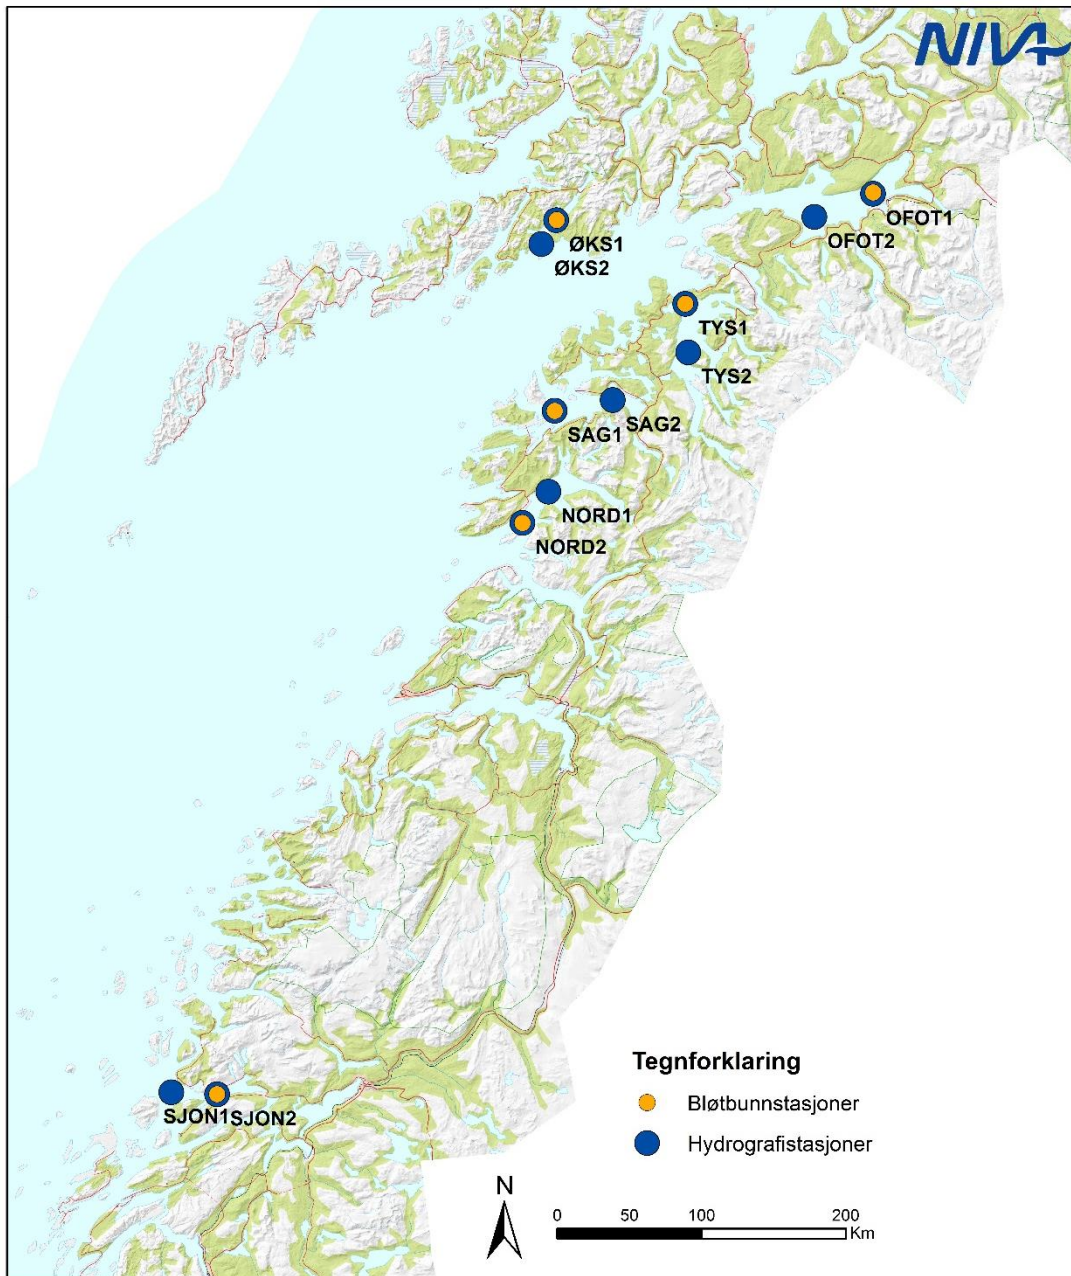 NIVA
OFOT1
OFOT2
ØKS1
ØKS2
TYS1
TYS2
SAG2
SAG1
NORD1
NORD2
Tegnforklaring
Bløtbunnstasjoner
Hydrografistasjoner
SJON1 SJON2
N
0 50 100 200
Km